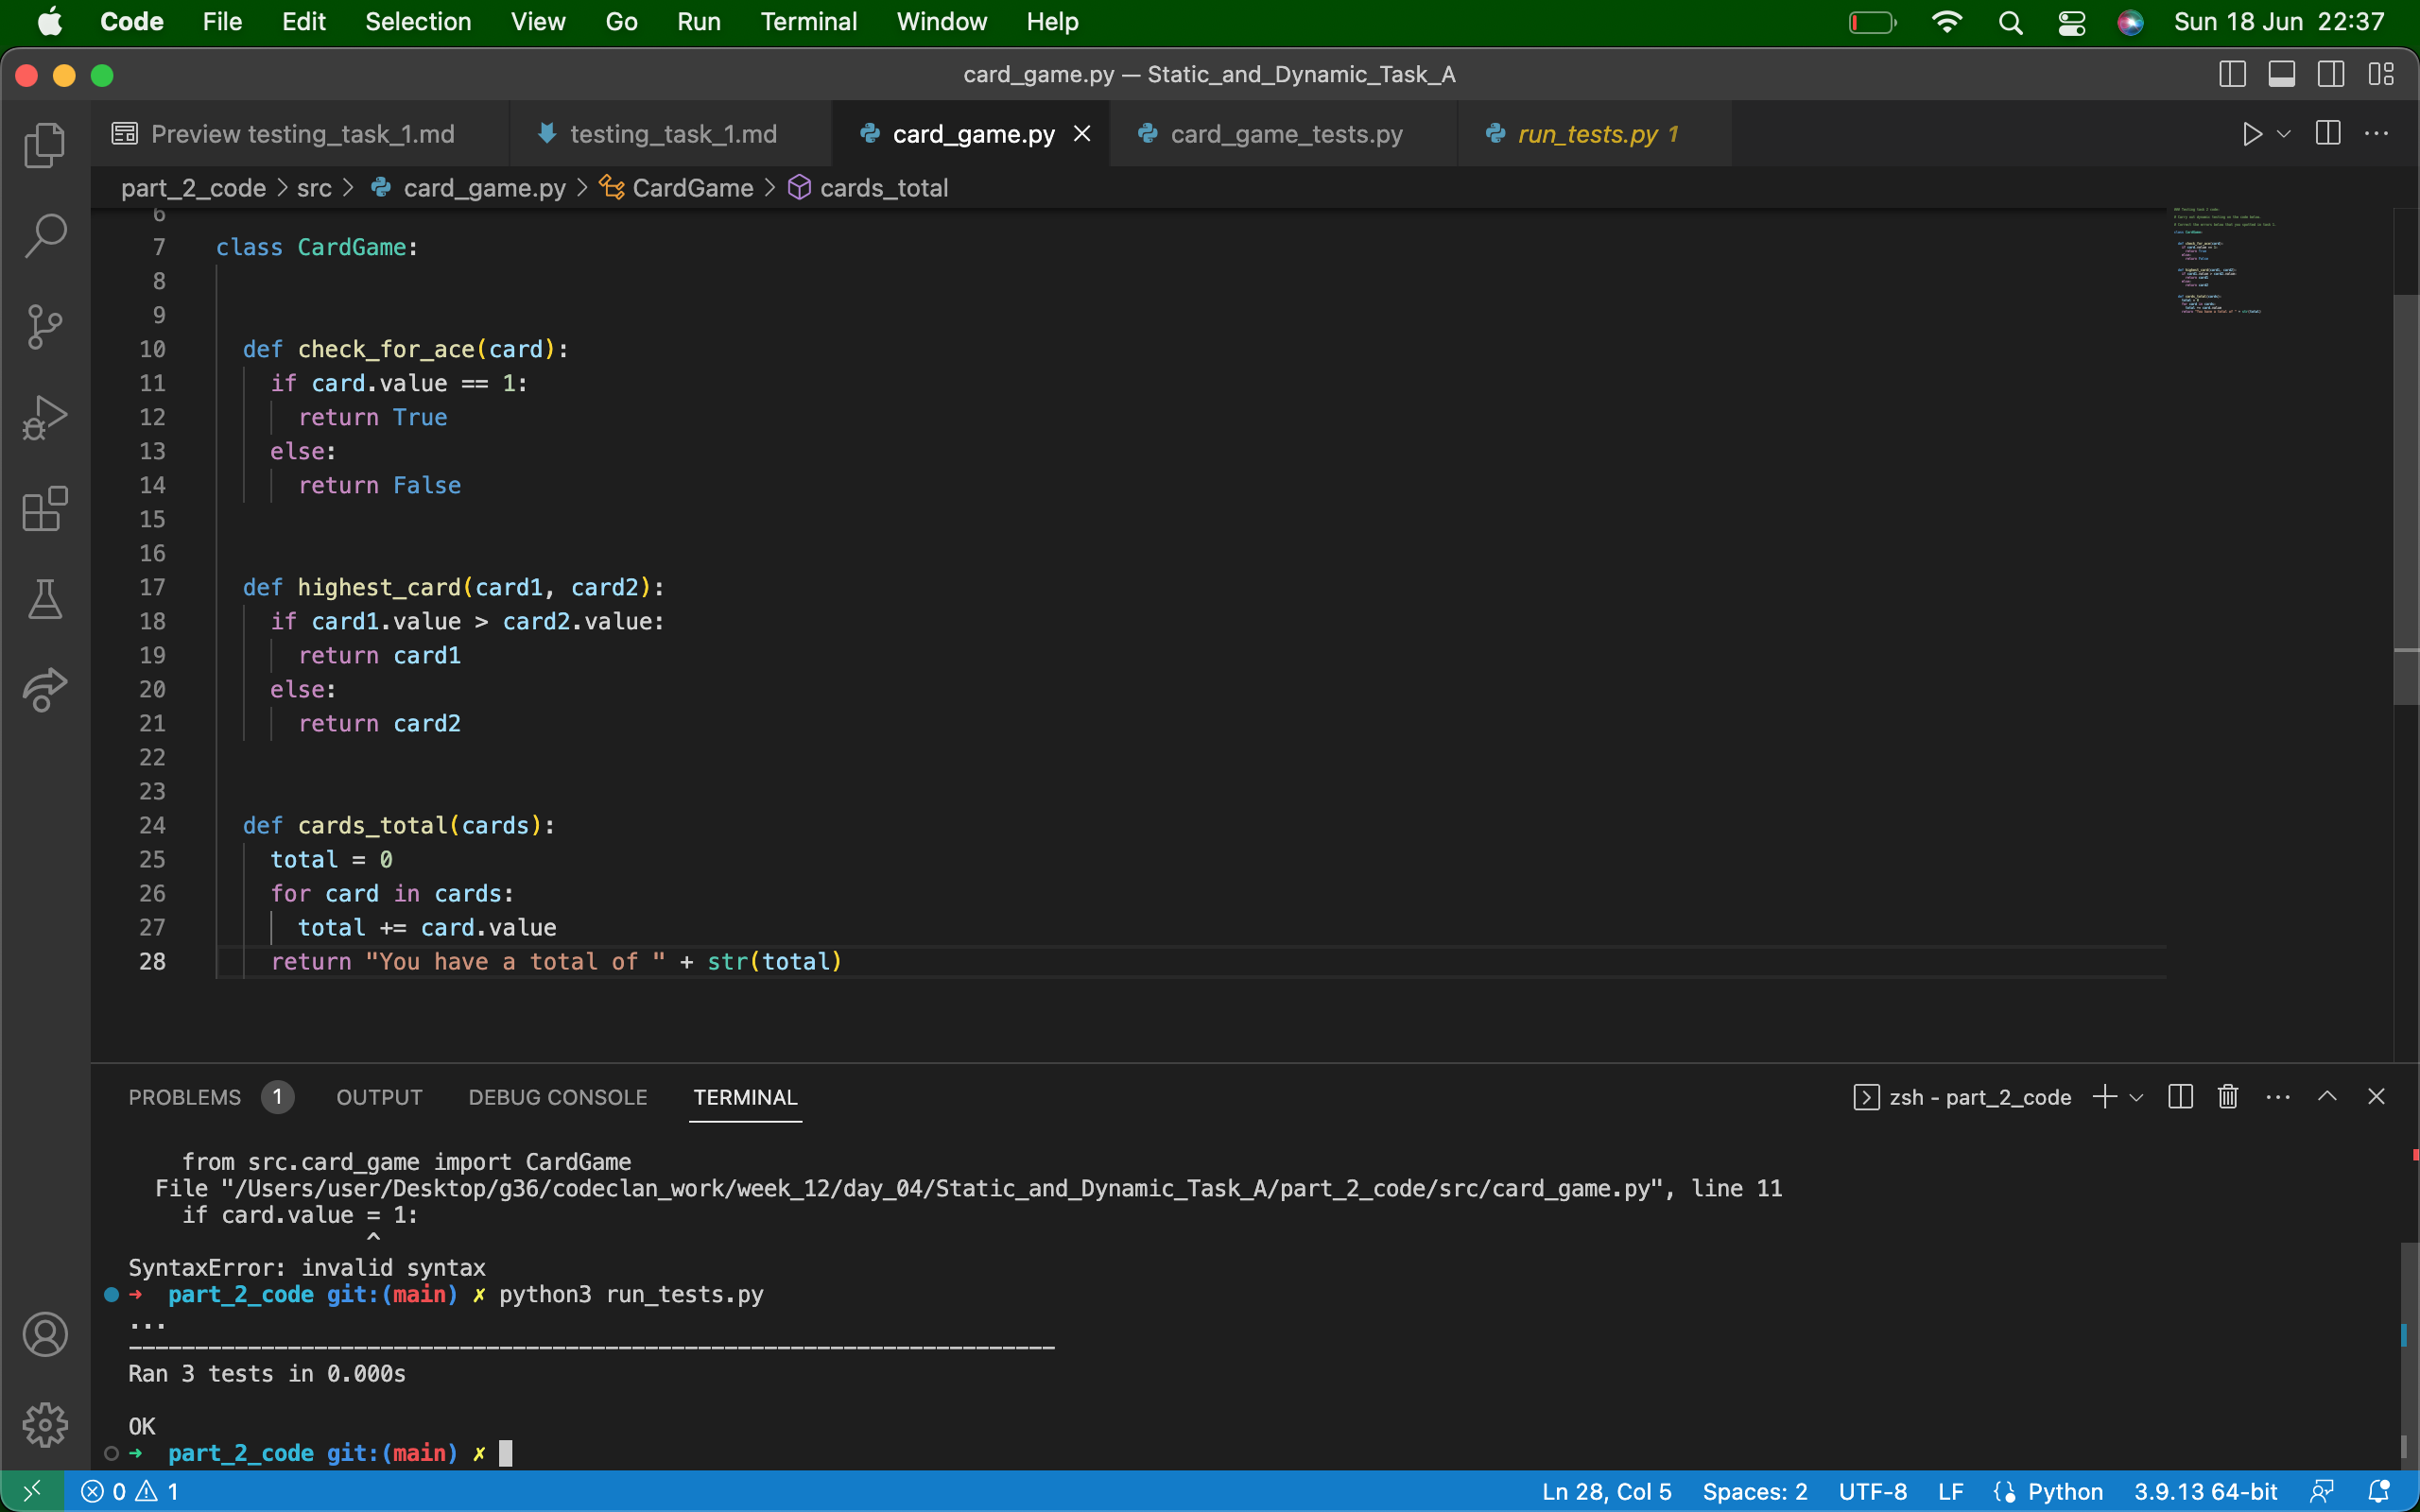 Code File Edit Selection View Go Run Terminal Window Help Sun 18 Jun 22:37
card_game.py — Static_and_Dynamic_Task_A
Preview testing_task_1.md testing_task_1.md card_game.py card_game_tests.py run_tests.py 1
part_2_code > src > card_game.py > CardGame > cards_total
6
7 class CardGame:
8
9
10 def check_for_ace(card):
11 if card.value == 1:
12 return True
13 else:
14 return False
15
16
17 def highest_card(card1, card2):
18 if card1.value > card2.value:
19 return card1
20 else:
21 return card2
22
23
24 def cards_total(cards):
25 total = 0
26 for card in cards:
27 total += card.value
28 return "You have a total of " + str(total)
PROBLEMS 1 OUTPUT DEBUG CONSOLE TERMINAL zsh - part_2_code
from src.card_game import CardGame
File "/Users/user/Desktop/g36/codeclan_work/week_12/day_04/Static_and_Dynamic_Task_A/part_2_code/src/card_game.py", line 11
if card.value = 1:
^
SyntaxError: invalid syntax
➜ part_2_code git:(main) ✗ python3 run_tests.py
...
----------------------------------------------------------------------
Ran 3 tests in 0.000s
OK
➜ part_2_code git:(main) ✗
0 1 Ln 28, Col 5 Spaces: 2 UTF-8 LF Python 3.9.13 64-bit